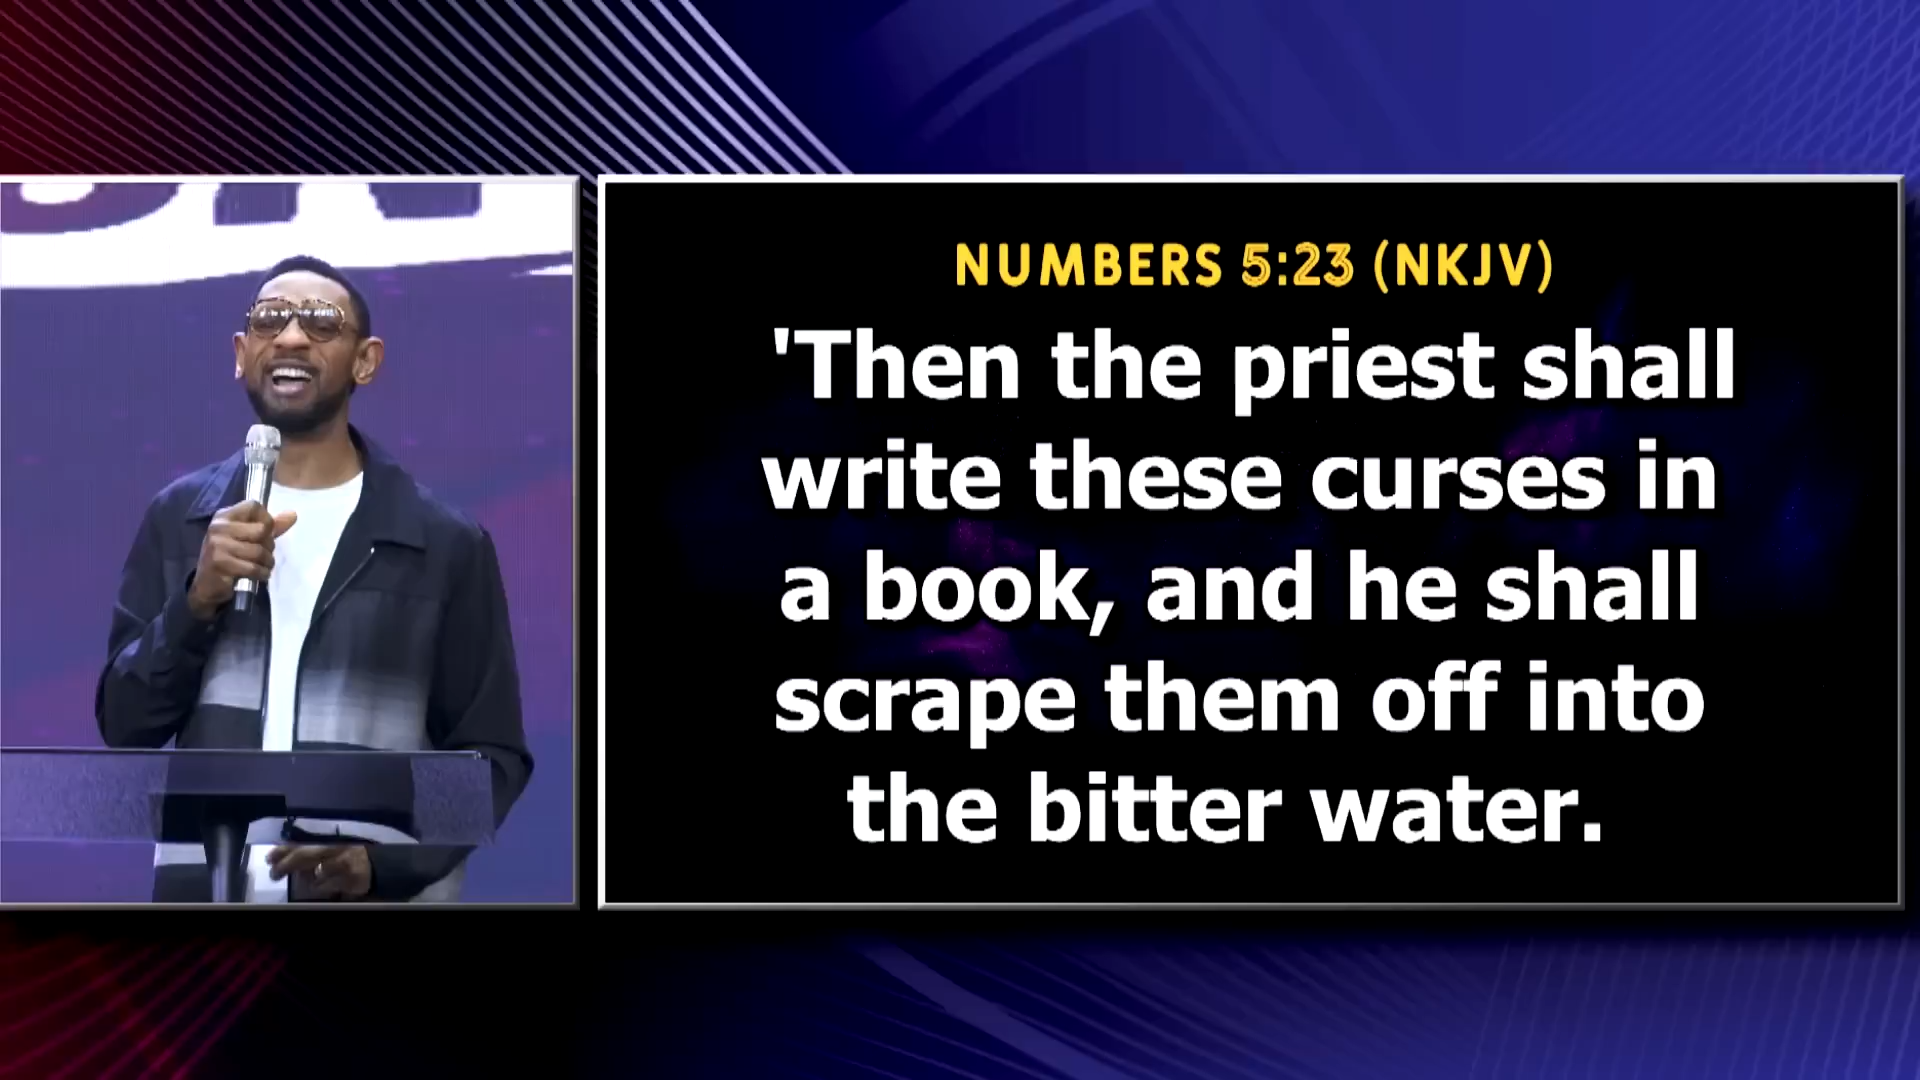 NUMBERS 5:23 (NKJV)
'Then the priest shall
write these curses in
a book, and he shall
scrape them off into
the bitter water.